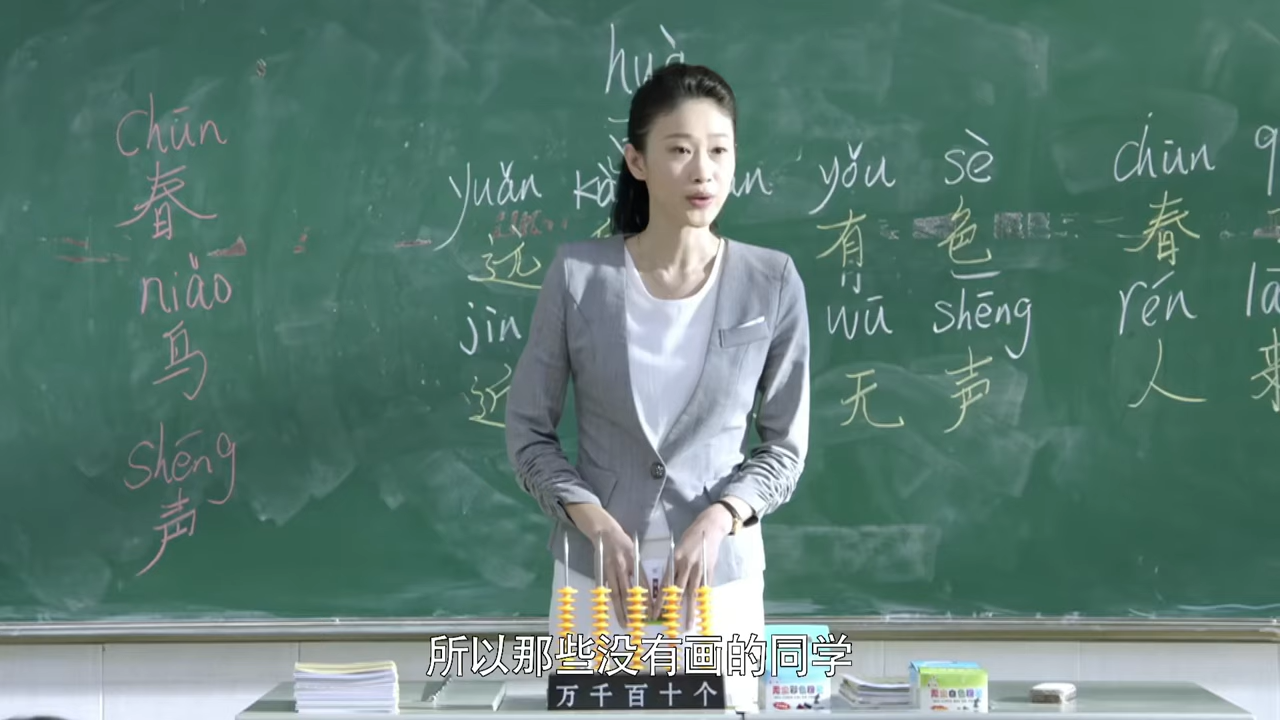 huà
chūn
春
niǎo
鸟
shēng
声
yuǎn
yǒu sè
chūn
远
有 色
春
jìn
wū shēng
rén
近
无 声
人
所以那些没有画的同学
万千百十个